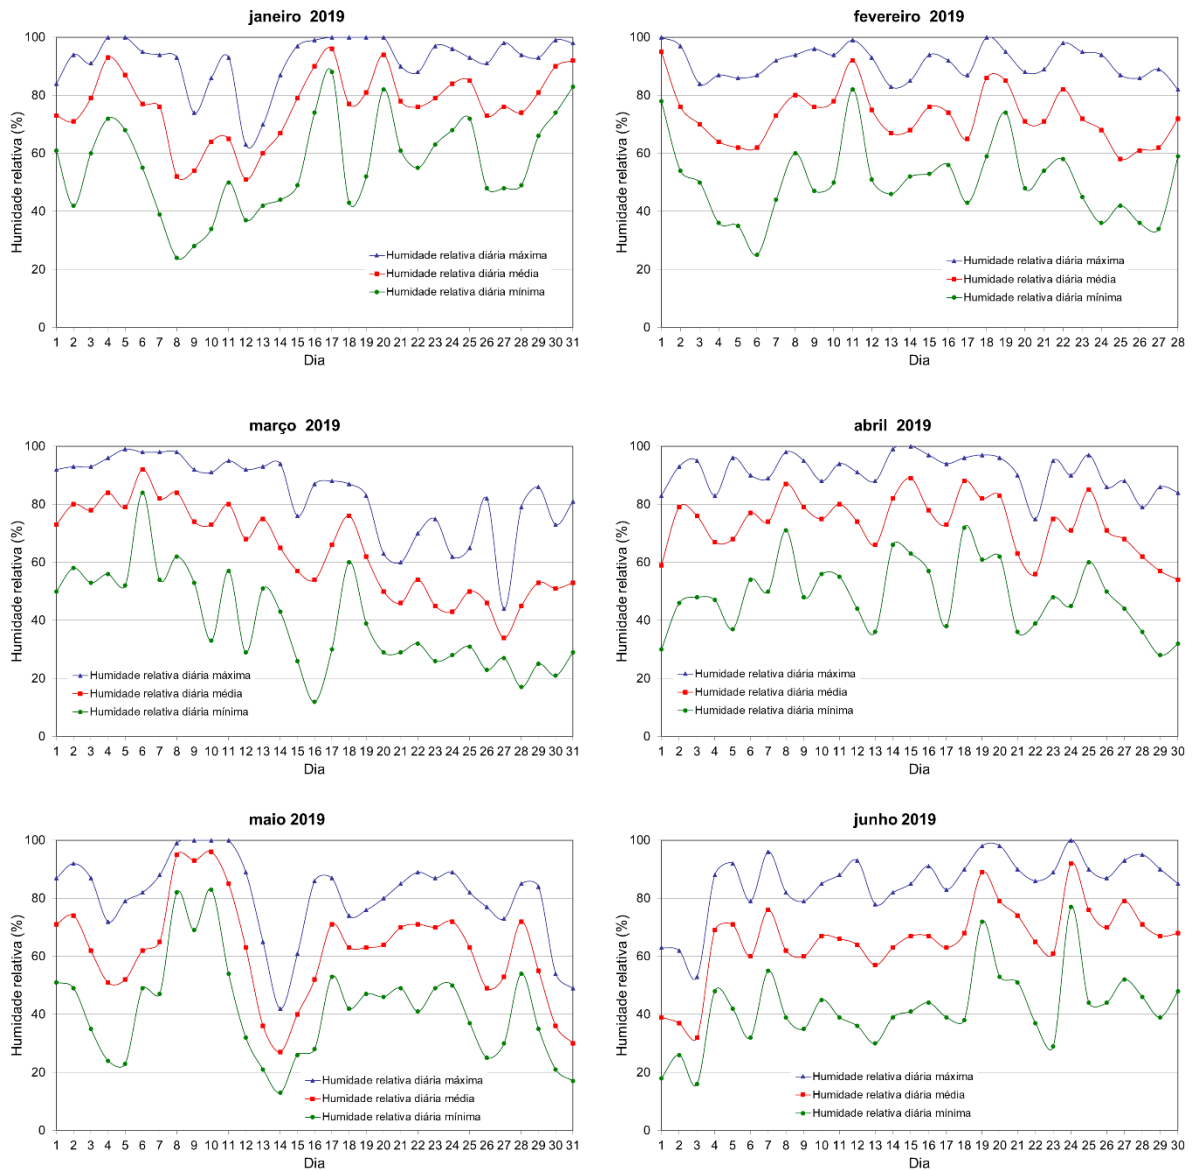 janeiro  2019
Humidade relativa (%)
100
80
60
40
20
0
Humidade relativa diária máxima
Humidade relativa diária média
Humidade relativa diária mínima
1 2 3 4 5 6 7 8 9 10 11 12 13 14 15 16 17 18 19 20 21 22 23 24 25 26 27 28 29 30 31
Dia
fevereiro  2019
Humidade relativa (%)
100
80
60
40
20
0
Humidade relativa diária máxima
Humidade relativa diária média
Humidade relativa diária mínima
1 2 3 4 5 6 7 8 9 10 11 12 13 14 15 16 17 18 19 20 21 22 23 24 25 26 27 28
Dia
março  2019
Humidade relativa (%)
100
80
60
40
20
0
Humidade relativa diária máxima
Humidade relativa diária média
Humidade relativa diária mínima
1 2 3 4 5 6 7 8 9 10 11 12 13 14 15 16 17 18 19 20 21 22 23 24 25 26 27 28 29 30 31
Dia
abril  2019
Humidade relativa (%)
100
80
60
40
20
0
Humidade relativa diária máxima
Humidade relativa diária média
Humidade relativa diária mínima
1 2 3 4 5 6 7 8 9 10 11 12 13 14 15 16 17 18 19 20 21 22 23 24 25 26 27 28 29 30
Dia
maio 2019
Humidade relativa (%)
100
80
60
40
20
0
Humidade relativa diária máxima
Humidade relativa diária média
Humidade relativa diária mínima
1 2 3 4 5 6 7 8 9 10 11 12 13 14 15 16 17 18 19 20 21 22 23 24 25 26 27 28 29 30 31
Dia
junho 2019
Humidade relativa (%)
100
80
60
40
20
0
Humidade relativa diária máxima
Humidade relativa diária média
Humidade relativa diária mínima
1 2 3 4 5 6 7 8 9 10 11 12 13 14 15 16 17 18 19 20 21 22 23 24 25 26 27 28 29 30
Dia